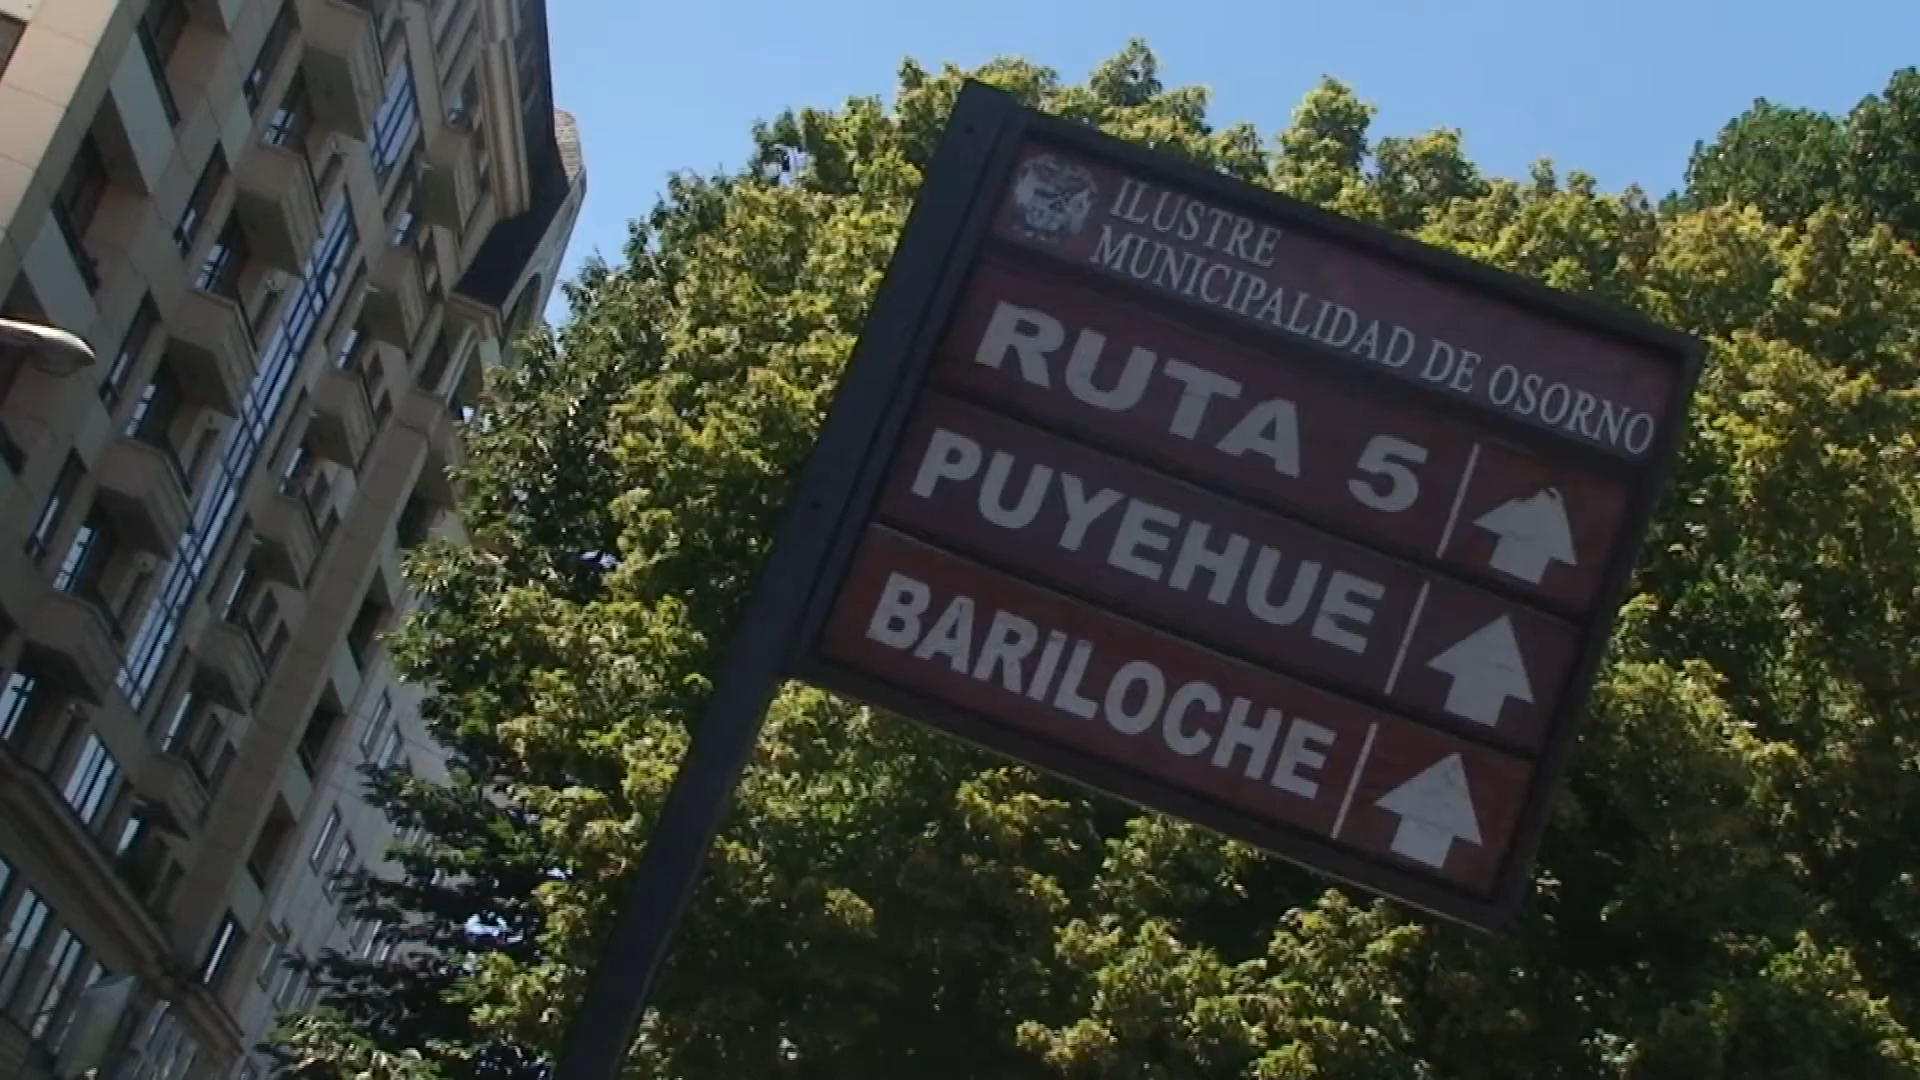 ILUSTRE
MUNICIPALIDAD DE OSORNO
RUTA 5
PUYEHUE
BARILOCHE